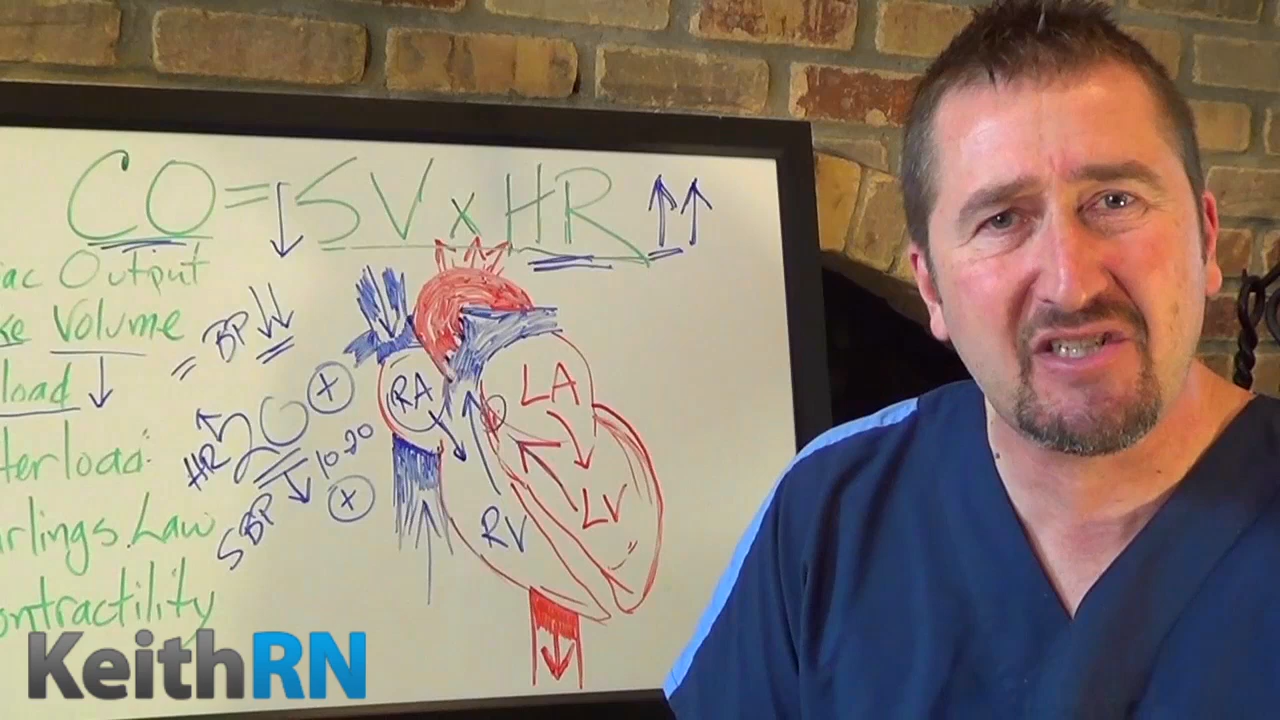 CO = ↓ SV x HR ↑↑
ac Output
ke Volume
= BP ↓↓
load ↓
RA
LA
+
HR ↑ 20
10-20
terload:
SBP ↓ +
RV
LV
rlings Law
ontractility
KeithRN